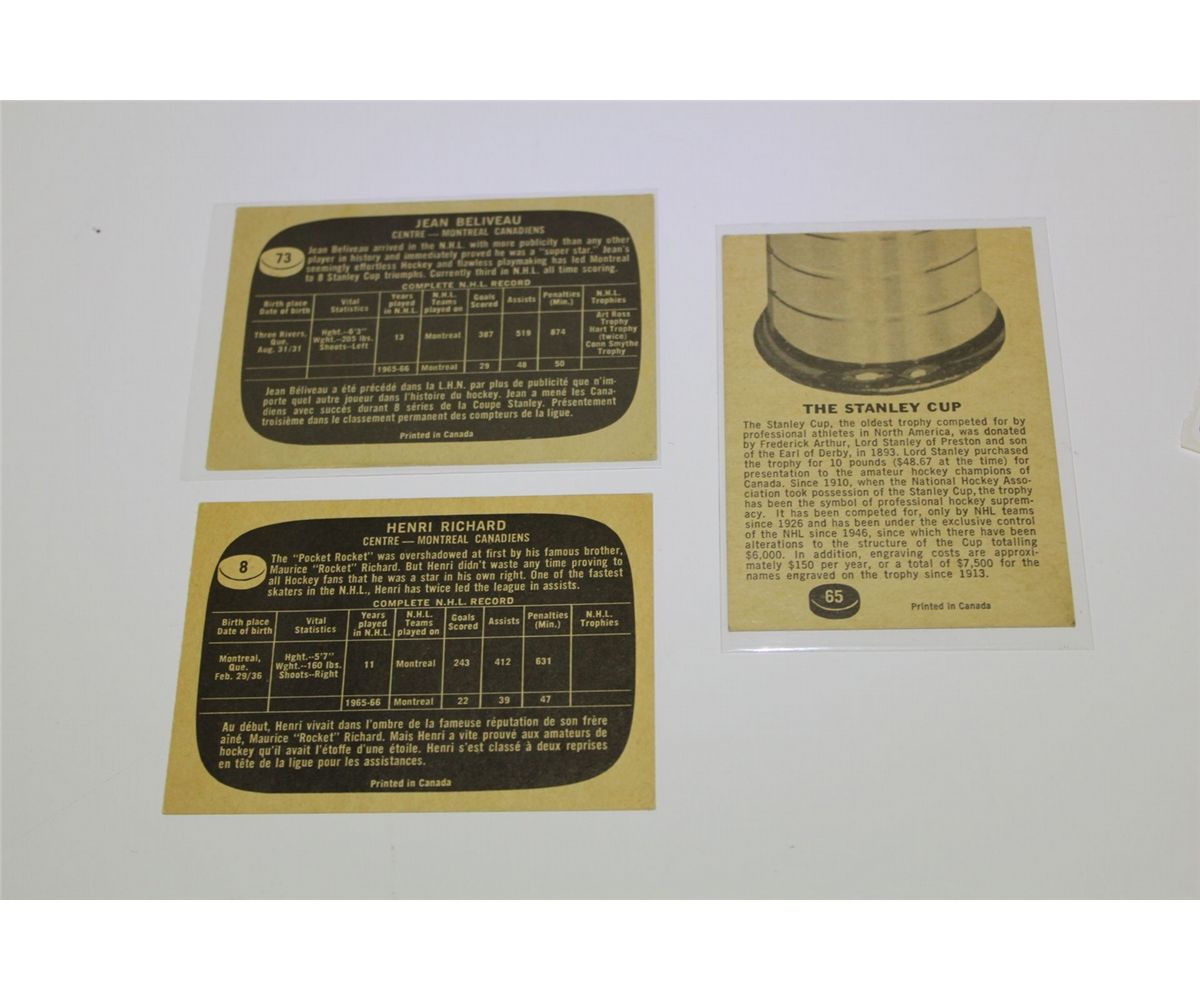 JEAN BELIVEAU
CENTRE — MONTREAL CANADIENS
73
Jean Beliveau arrived in the N.H.L. with more publicity than any other
player in history and immediately proved he was a "super star." Jean's
seemingly effortless Hockey and flawless playmaking has led Montreal
to 8 Stanley Cup triumphs. Currently third in N.H.L. all time scoring.
COMPLETE N.H.L. RECORD
Birth place Date of birth | Vital Statistics | Years played in N.H.L. | N.H.L. Teams played on | Goals Scored | Assists | Penalties (Min.) | N.H.L. Trophies
Three Rivers, Que. Aug. 31/31 | Hght.--6'3" Wght.--205 lbs. Shoots--Left | 13 | Montreal | 387 | 519 | 874 | Art Ross Trophy Hart Trophy (twice) Conn Smythe Trophy
1965-66 | Montreal | 29 | 48 | 50
Jean Béliveau a été précédé dans la L.H.N. par plus de publicité que n'im-
porte quel autre joueur dans l'histoire du hockey. Jean a mené les Cana-
diens avec succès durant 8 séries de la Coupe Stanley. Présentement
troisième dans le classement permanent des compteurs de la ligue.
Printed in Canada
HENRI RICHARD
CENTRE — MONTREAL CANADIENS
8
The "Pocket Rocket" was overshadowed at first by his famous brother,
Maurice "Rocket" Richard. But Henri didn't waste any time proving to
all Hockey fans that he was a star in his own right. One of the fastest
skaters in the N.H.L., Henri has twice led the league in assists.
COMPLETE N.H.L. RECORD
Birth place Date of birth | Vital Statistics | Years played in N.H.L. | N.H.L. Teams played on | Goals Scored | Assists | Penalties (Min.) | N.H.L. Trophies
Montreal, Que. Feb. 29/36 | Hght.--5'7" Wght.--160 lbs. Shoots--Right | 11 | Montreal | 243 | 412 | 631
1965-66 | Montreal | 22 | 39 | 47
Au début, Henri vivait dans l'ombre de la fameuse réputation de son frère
aîné, Maurice "Rocket" Richard. Mais Henri a vite prouvé aux amateurs de
hockey qu'il avait l'étoffe d'une étoile. Henri s'est classé à deux reprises
en tête de la ligue pour les assistances.
Printed in Canada
THE STANLEY CUP
The Stanley Cup, the oldest trophy competed for by
professional athletes in North America, was donated
by Frederick Arthur, Lord Stanley of Preston and son
of the Earl of Derby, in 1893. Lord Stanley purchased
the trophy for 10 pounds ($48.67 at the time) for
presentation to the amateur hockey champions of
Canada. Since 1910, when the National Hockey Asso-
ciation took possession of the Stanley Cup, the trophy
has been the symbol of professional hockey suprem-
acy. It has been competed for, only by NHL teams
since 1926 and has been under the exclusive control
of the NHL since 1946, since which there have been
alterations to the structure of the Cup totalling
$6,000. In addition, engraving costs are approxi-
mately $150 per year, or a total of $7,500 for the
names engraved on the trophy since 1913.
65
Printed in Canada